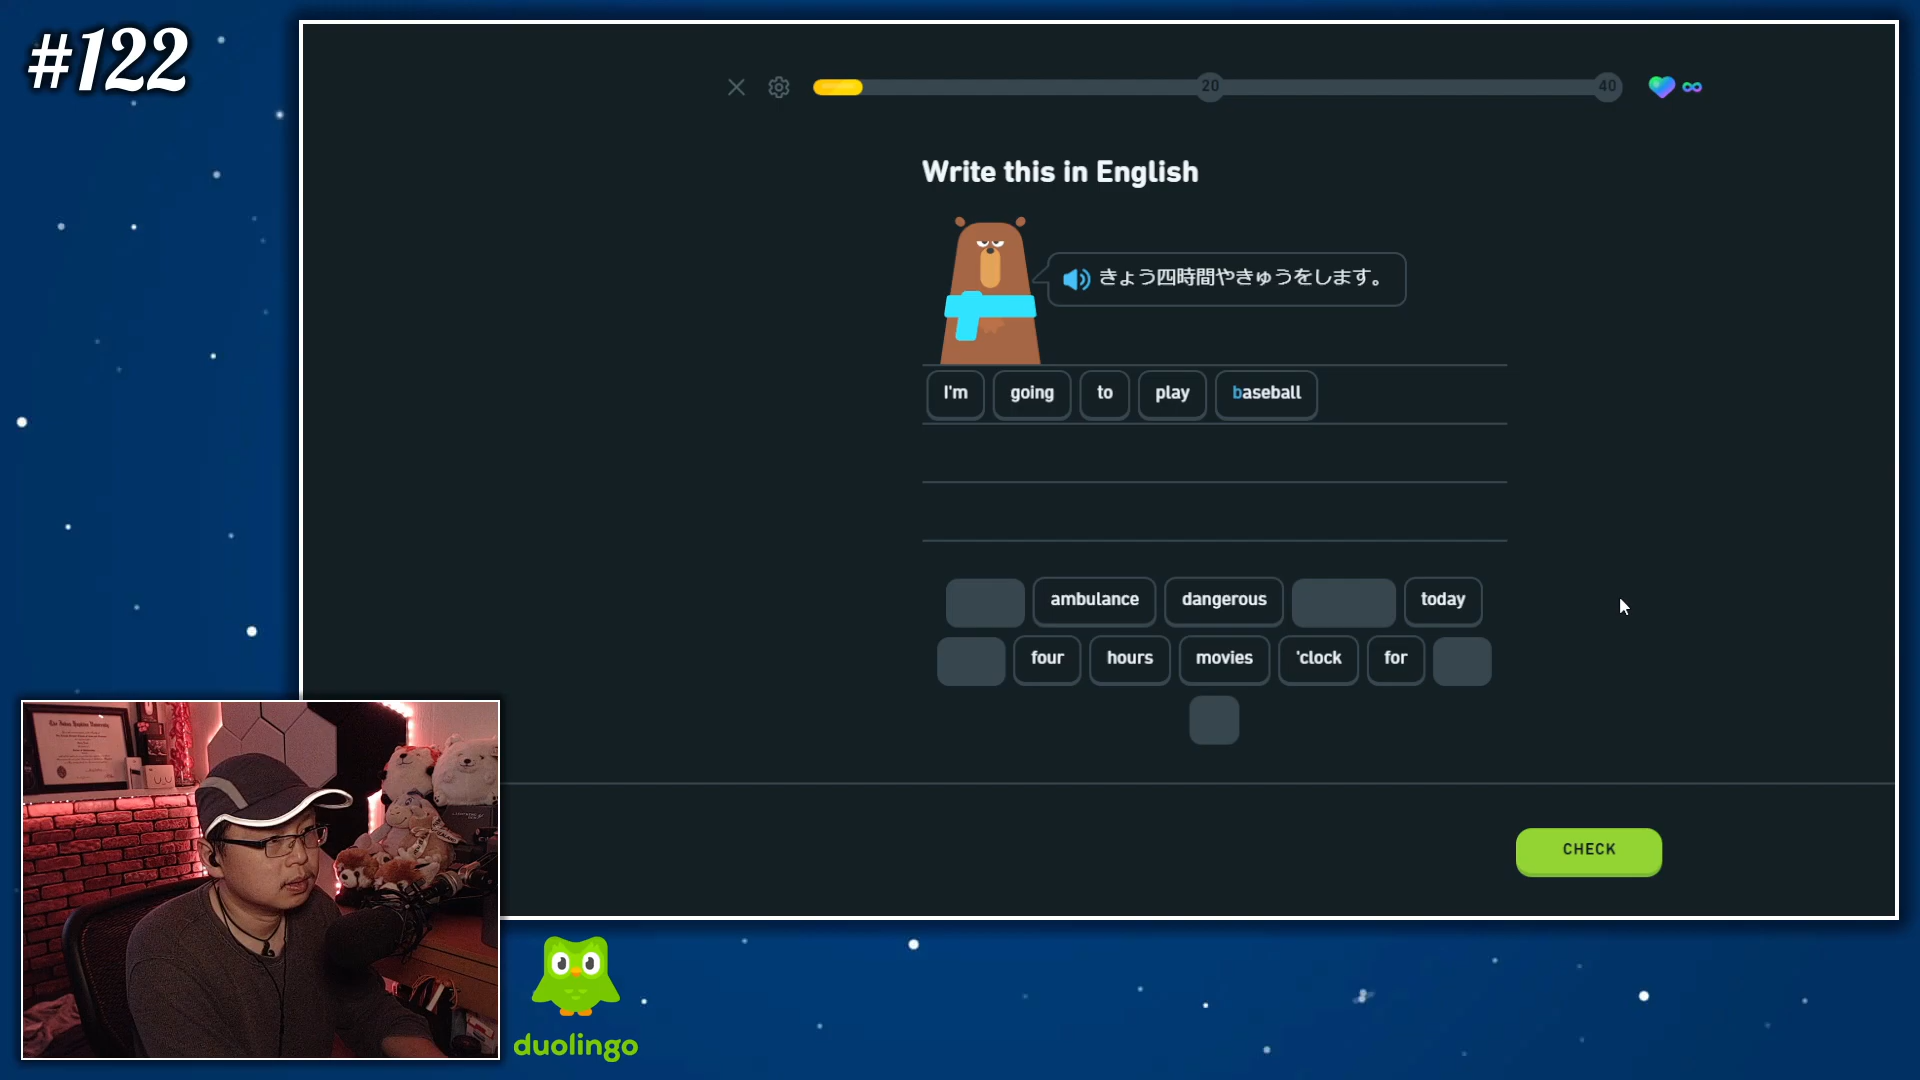 #122
20
40
Write this in English
きょう四時間やきゅうをします。
I'm going to play baseball
ambulance dangerous today
four hours movies 'clock for
CHECK
duolingo